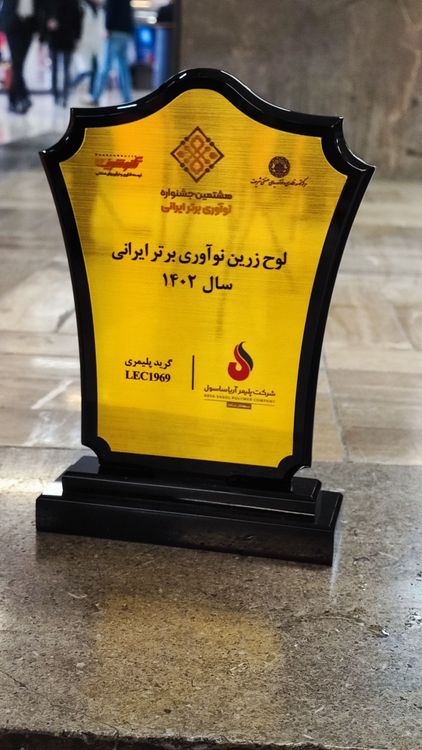 هشتمین جشنواره
نوآوری برتر ایرانی
لوح زرین نوآوری برتر ایرانی
سال ۱۴۰۲
گرید پلیمری
LEC1969
شرکت پلیمر آریاساسول
ARYA SASOL POLYMER COMPANY